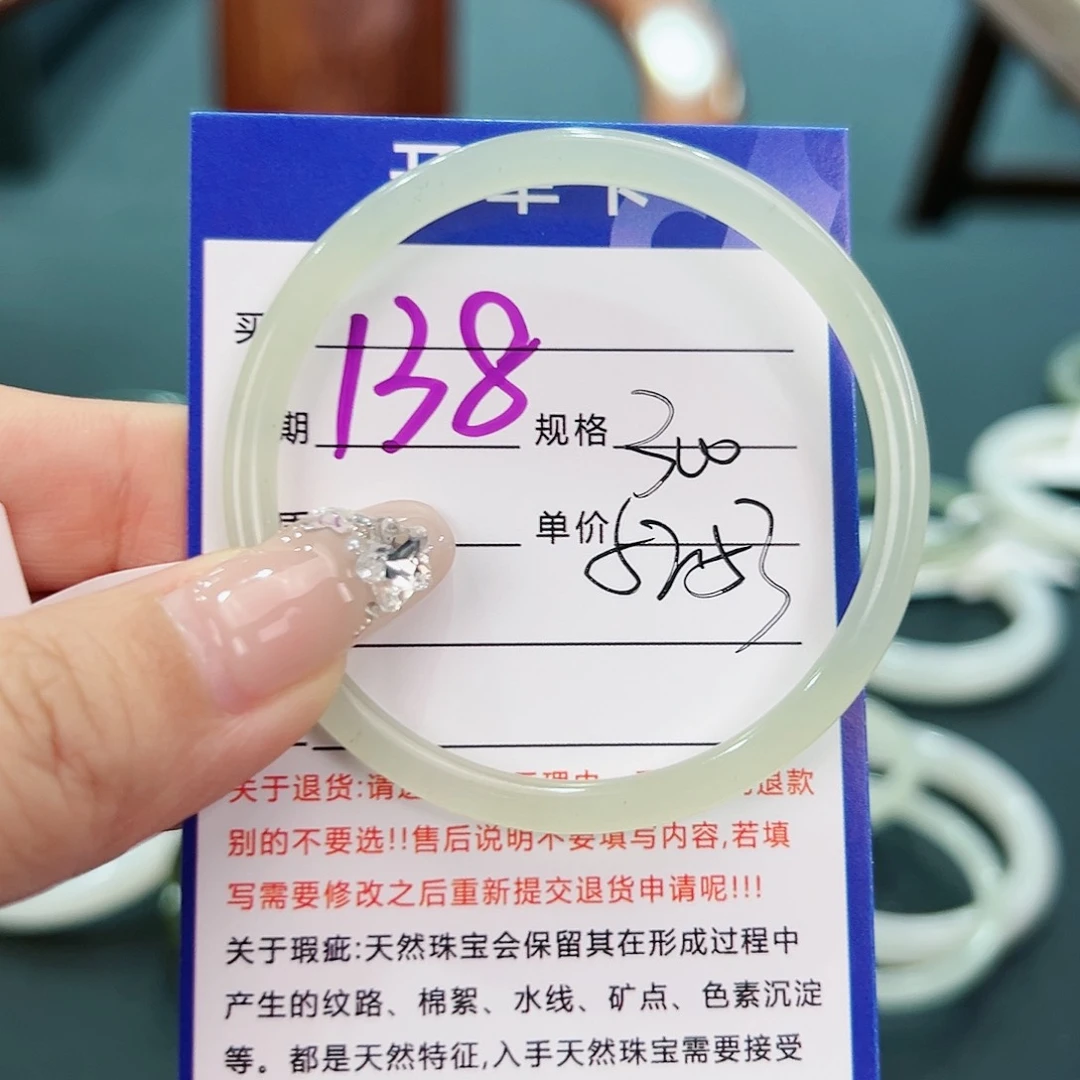 卡
买
138
期 规格 300
单价
关于退货:请 退款
别的不要选!!售后说明不要填写内容,若填
写需要修改之后重新提交退货申请呢!!!
关于瑕疵:天然珠宝会保留其在形成过程中
产生的纹路、棉絮、水线、矿点、色素沉淀
等。都是天然特征,入手天然珠宝需要接受